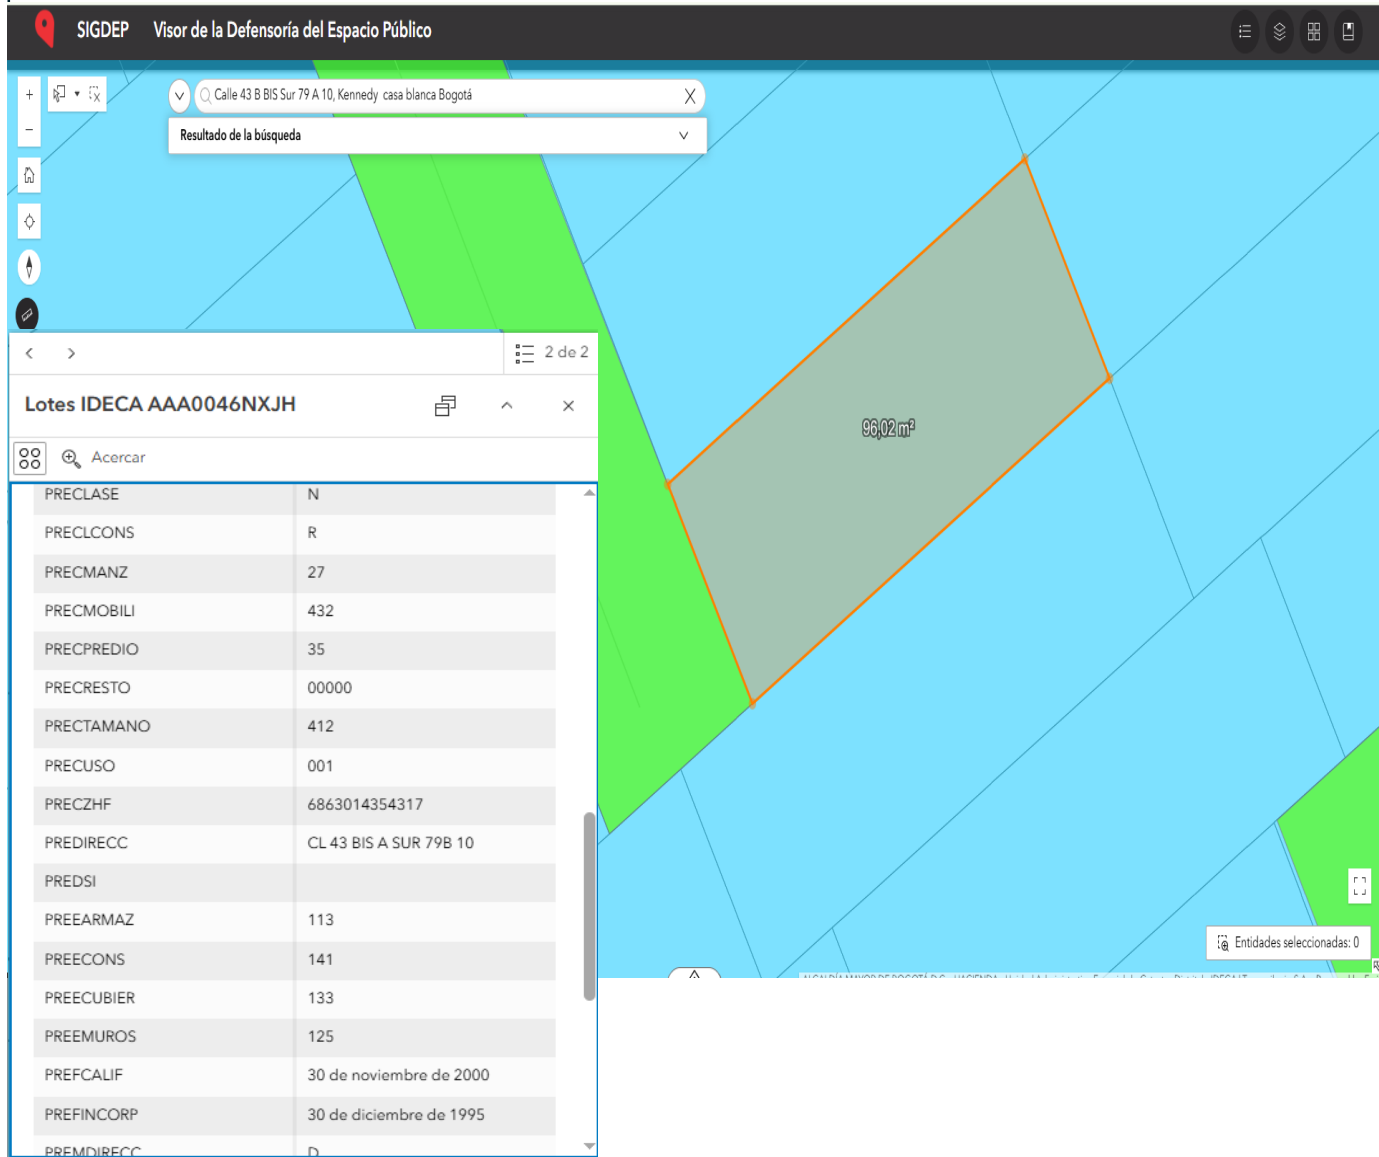 SIGDEP Visor de la Defensoría del Espacio Público
Calle 43 B BIS Sur 79 A 10, Kennedy casa blanca Bogotá
Resultado de la búsqueda
96,02 m²
2 de 2
Lotes IDECA AAA0046NXJH
Acercar
PRECLASE N
PRECLCONS R
PRECMANZ 27
PRECMOBILI 432
PRECPREDIO 35
PRECRESTO 00000
PRECTAMANO 412
PRECUSO 001
PRECZHF 6863014354317
PREDIRECC CL 43 BIS A SUR 79B 10
PREDSI
PREEARMAZ 113
PREECONS 141
PREECUBIER 133
PREEMUROS 125
PREFCALIF 30 de noviembre de 2000
PREFINCORP 30 de diciembre de 1995
PREMDIRECC D
Entidades seleccionadas: 0